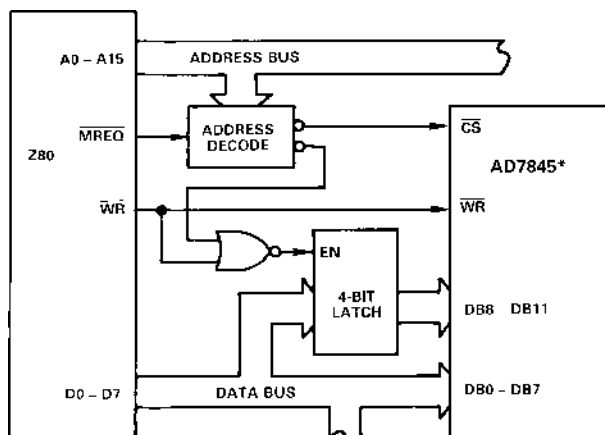 A0 – A15
ADDRESS BUS
MREQ
ADDRESS
DECODE
CS
Z80
AD7845*
WR
WR
EN
4-BIT
LATCH
DB8 DB11
D0 – D7
DATA BUS
DB0 – DB7